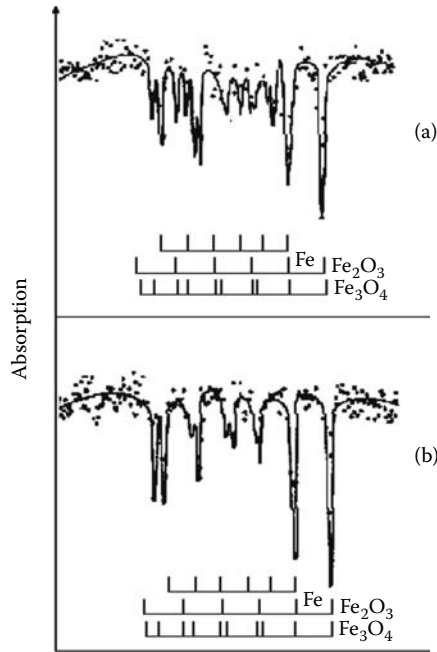 Absorption
(a)
Fe
Fe₂O₃
Fe₃O₄
(b)
Fe
Fe₂O₃
Fe₃O₄